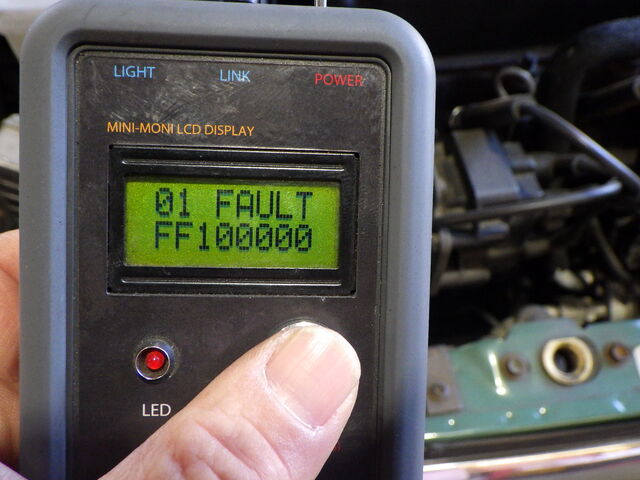 LIGHT LINK POWER
MINI-MONI LCD DISPLAY
01 FAULT
FF100000
LED